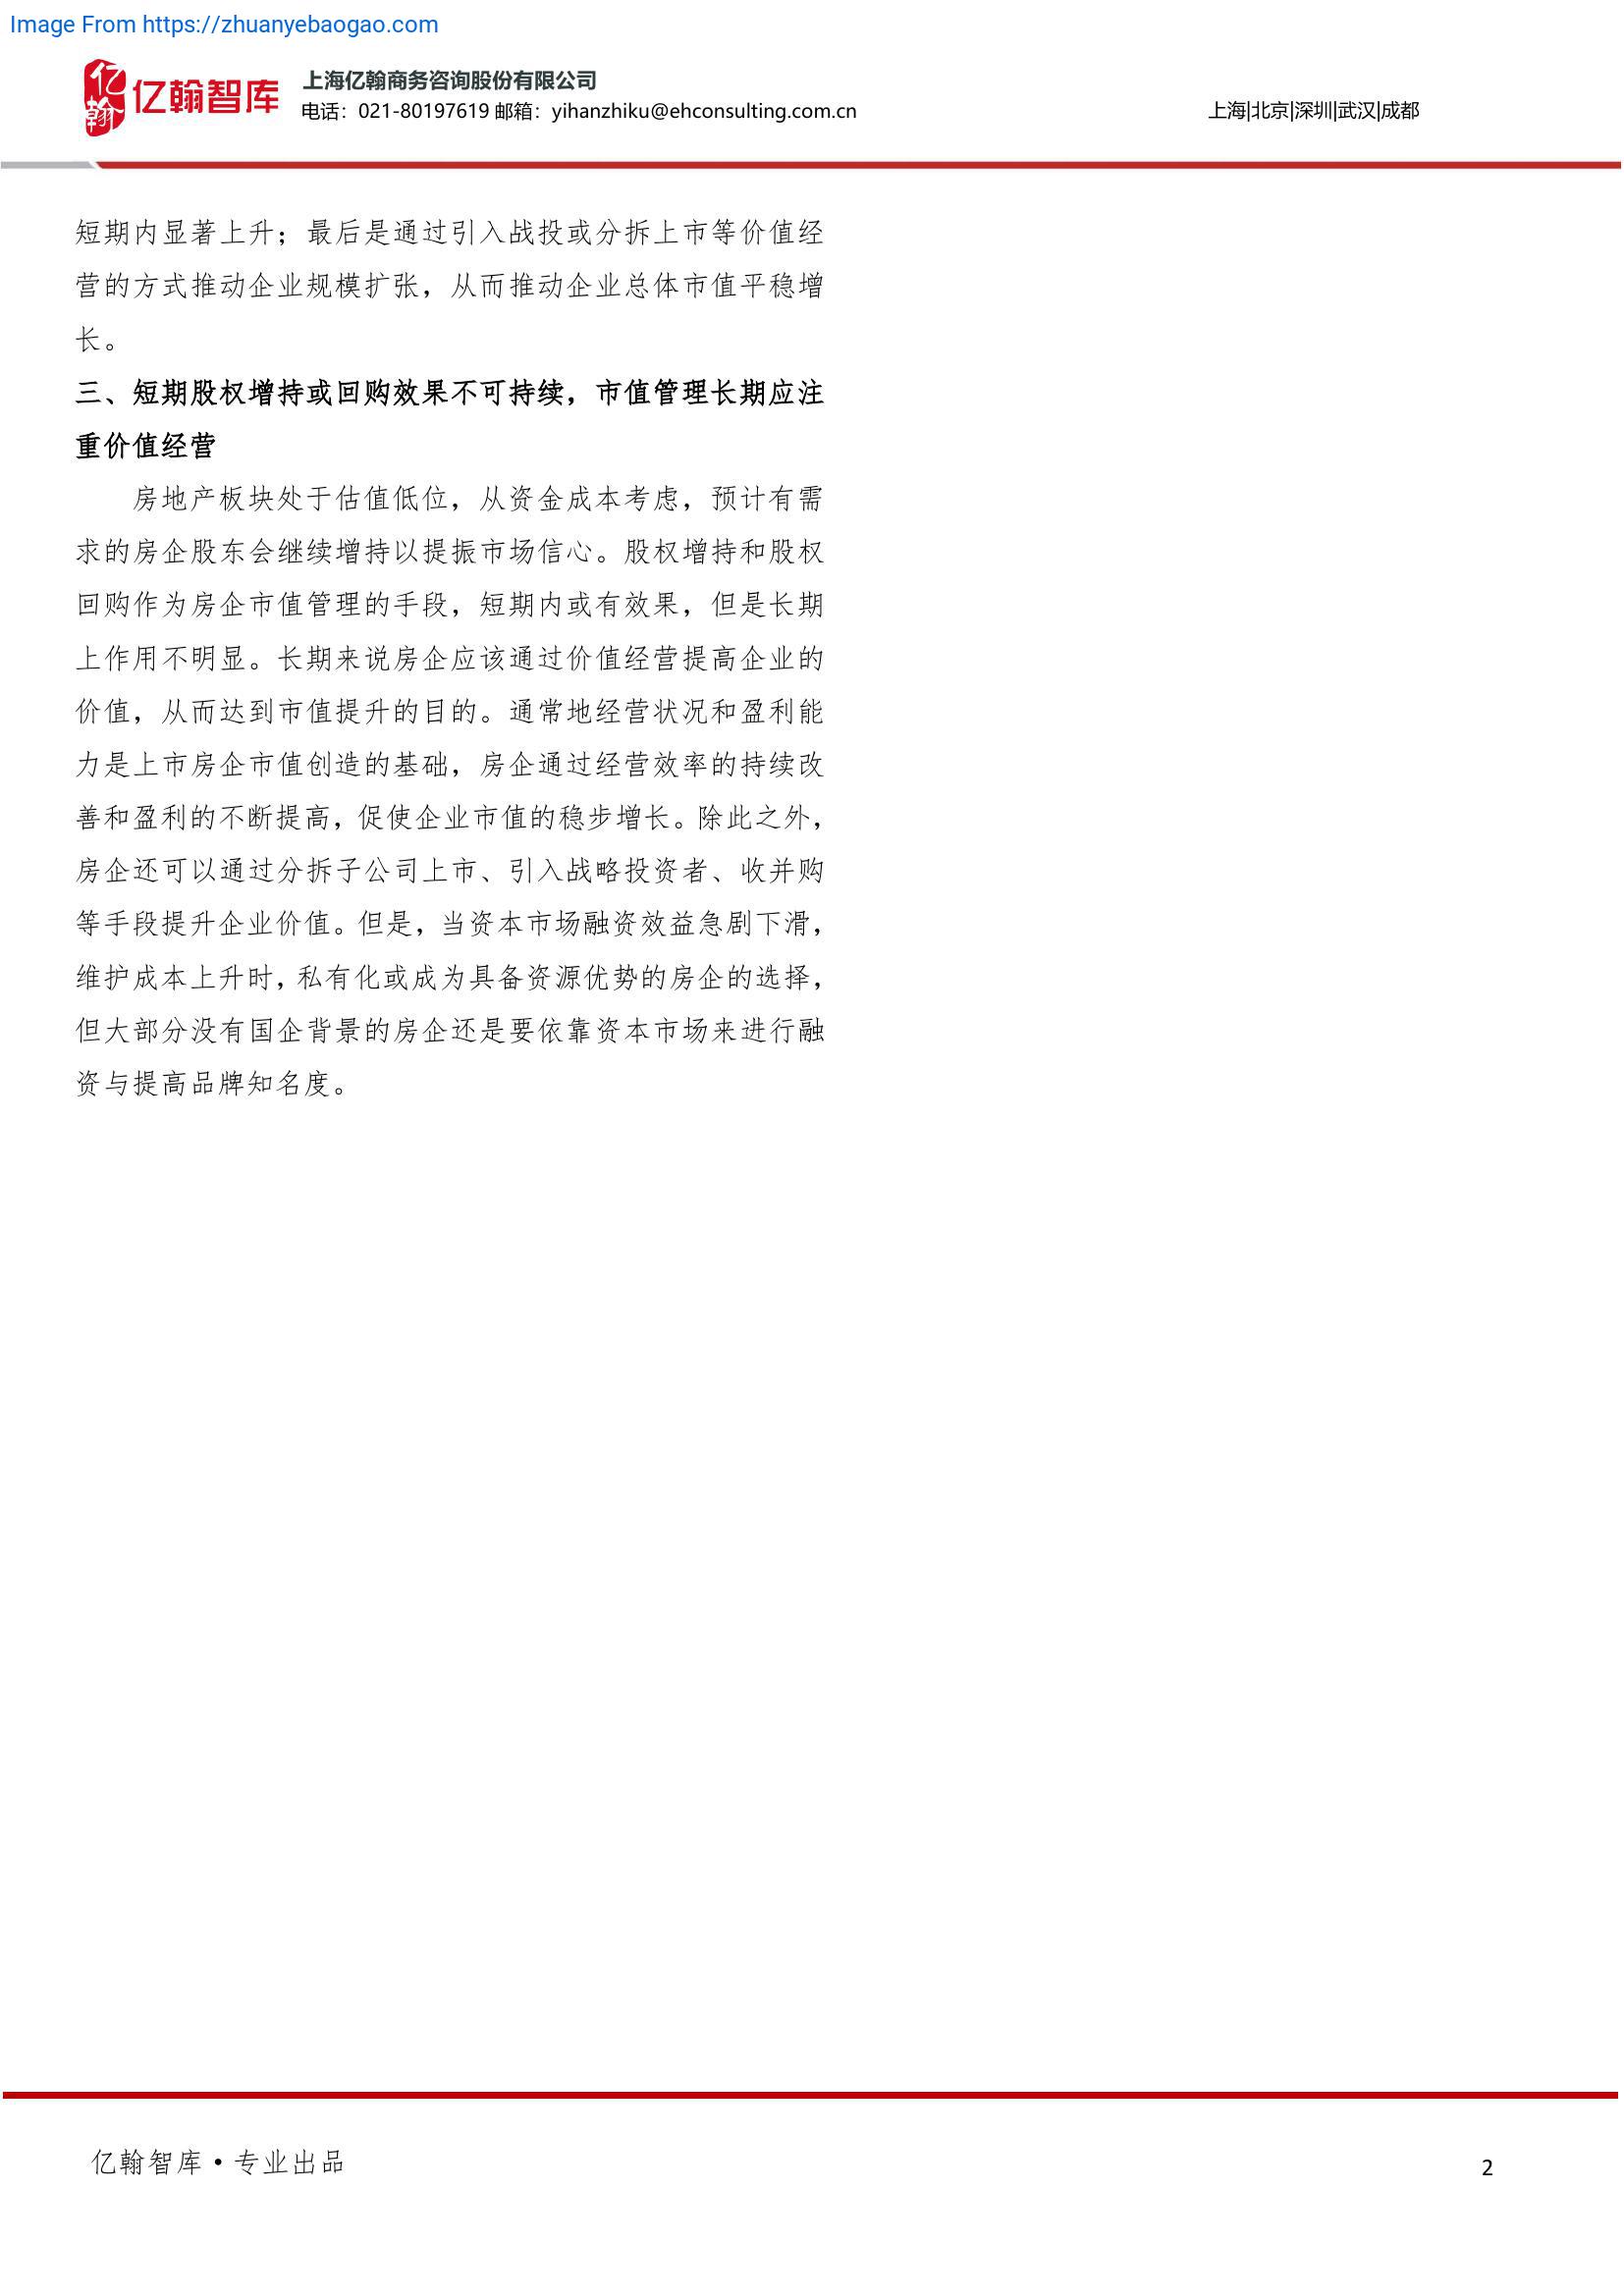 Image From https://zhuanyebaogao.com
亿翰
亿翰智库
上海亿翰商务咨询股份有限公司
电话：021-80197619 邮箱：yihanzhiku@ehconsulting.com.cn
上海|北京|深圳|武汉|成都
短期内显著上升；最后是通过引入战投或分拆上市等价值经
营的方式推动企业规模扩张，从而推动企业总体市值平稳增
长。
三、短期股权增持或回购效果不可持续，市值管理长期应注
重价值经营
房地产板块处于估值低位，从资金成本考虑，预计有需
求的房企股东会继续增持以提振市场信心。股权增持和股权
回购作为房企市值管理的手段，短期内或有效果，但是长期
上作用不明显。长期来说房企应该通过价值经营提高企业的
价值，从而达到市值提升的目的。通常地经营状况和盈利能
力是上市房企市值创造的基础，房企通过经营效率的持续改
善和盈利的不断提高，促使企业市值的稳步增长。除此之外，
房企还可以通过分拆子公司上市、引入战略投资者、收并购
等手段提升企业价值。但是，当资本市场融资效益急剧下滑，
维护成本上升时，私有化或成为具备资源优势的房企的选择，
但大部分没有国企背景的房企还是要依靠资本市场来进行融
资与提高品牌知名度。
亿翰智库·专业出品
2